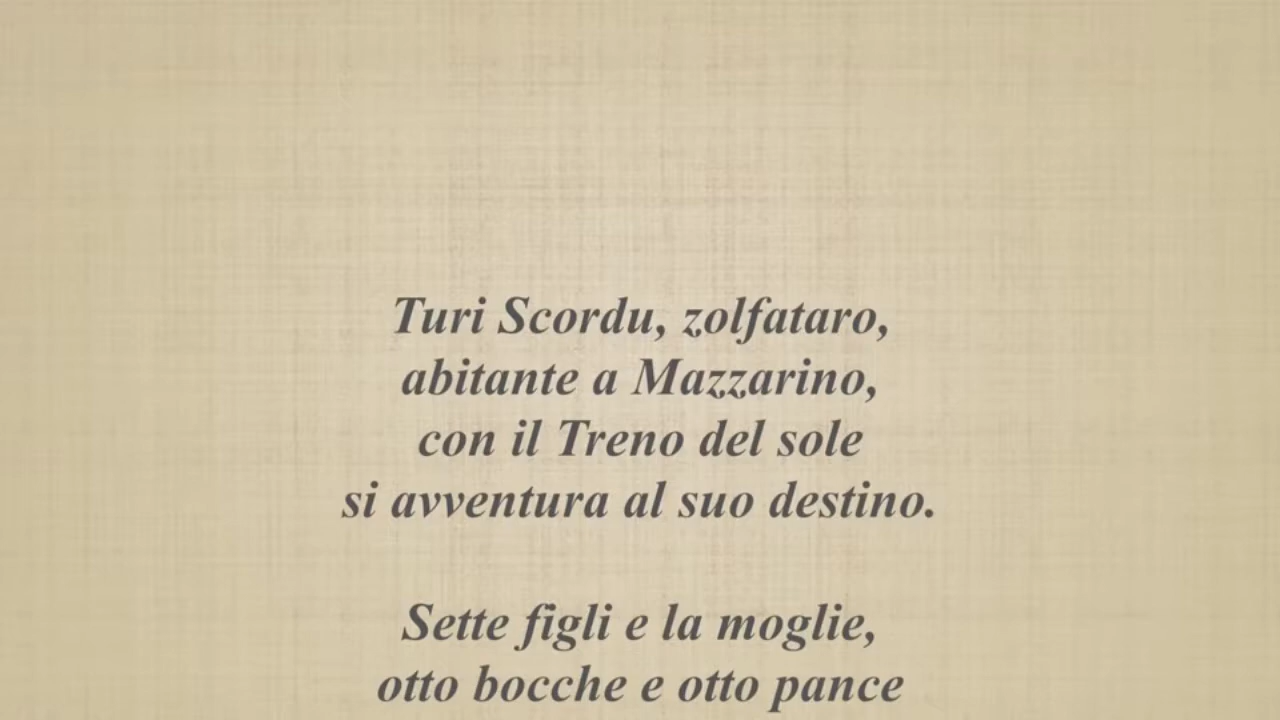 Turi Scordu, zolfataro,
abitante a Mazzarino,
con il Treno del sole
si avventura al suo destino.
Sette figli e la moglie,
otto bocche e otto pance